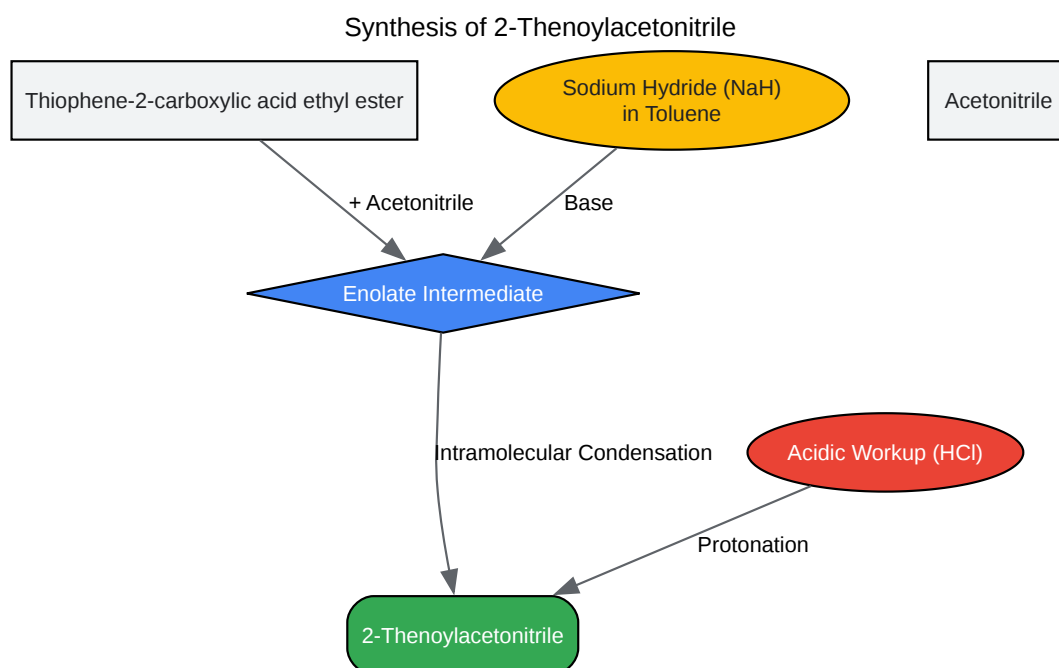 Synthesis of 2-Thenoylacetonitrile
Thiophene-2-carboxylic acid ethyl ester
Sodium Hydride (NaH)
in Toluene
Acetonitrile
+ Acetonitrile
Base
Enolate Intermediate
Intramolecular Condensation
Acidic Workup (HCl)
Protonation
2-Thenoylacetonitrile